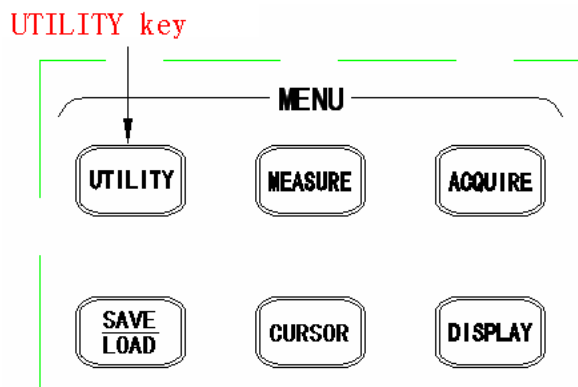 UTILITY key
MENU
UTILITY MEASURE ACQUIRE
SAVE
LOAD
CURSOR DISPLAY